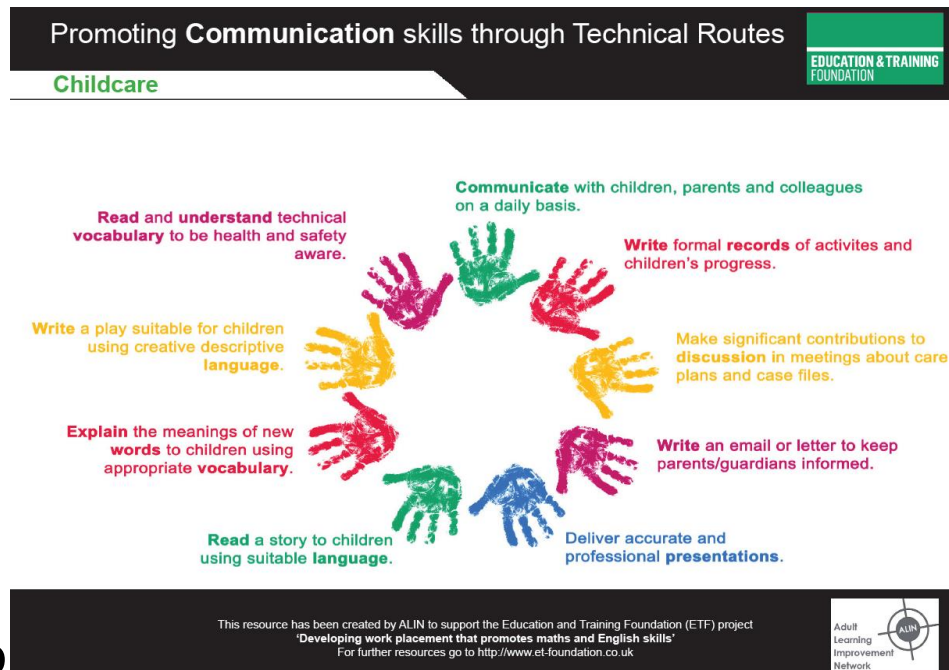 Promoting Communication skills through Technical Routes
EDUCATION & TRAINING
FOUNDATION
Childcare
Communicate with children, parents and colleagues
on a daily basis.
Write formal records of activites and
children's progress.
Make significant contributions to
discussion in meetings about care
plans and case files.
Write an email or letter to keep
parents/guardians informed.
Deliver accurate and
professional presentations.
Read a story to children
using suitable language.
Explain the meanings of new
words to children using
appropriate vocabulary.
Write a play suitable for children
using creative descriptive
language.
Read and understand technical
vocabulary to be health and safety
aware.
This resource has been created by ALIN to support the Education and Training Foundation (ETF) project
'Developing work placement that promotes maths and English skills'
For further resources go to http://www.et-foundation.co.uk
Adult
Learning
Improvement
Network
ALIN